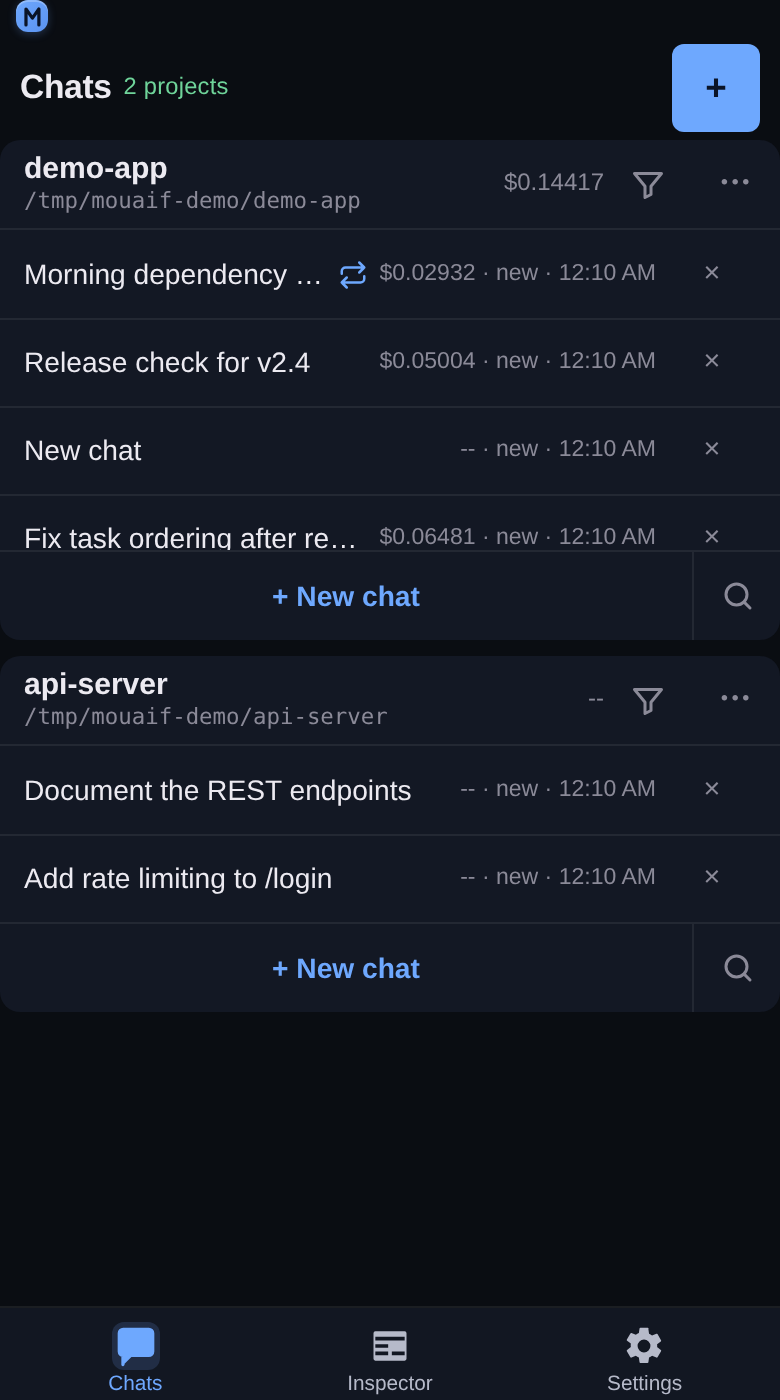 M
Chats 2 projects
+
demo-app
/tmp/mouaif-demo/demo-app
$0.14417
Morning dependency … $0.02932 · new · 12:10 AM ×
Release check for v2.4 $0.05004 · new · 12:10 AM ×
New chat -- · new · 12:10 AM ×
Fix task ordering after re… $0.06481 · new · 12:10 AM ×
+ New chat
api-server
/tmp/mouaif-demo/api-server
--
Document the REST endpoints -- · new · 12:10 AM ×
Add rate limiting to /login -- · new · 12:10 AM ×
+ New chat
Chats Inspector Settings